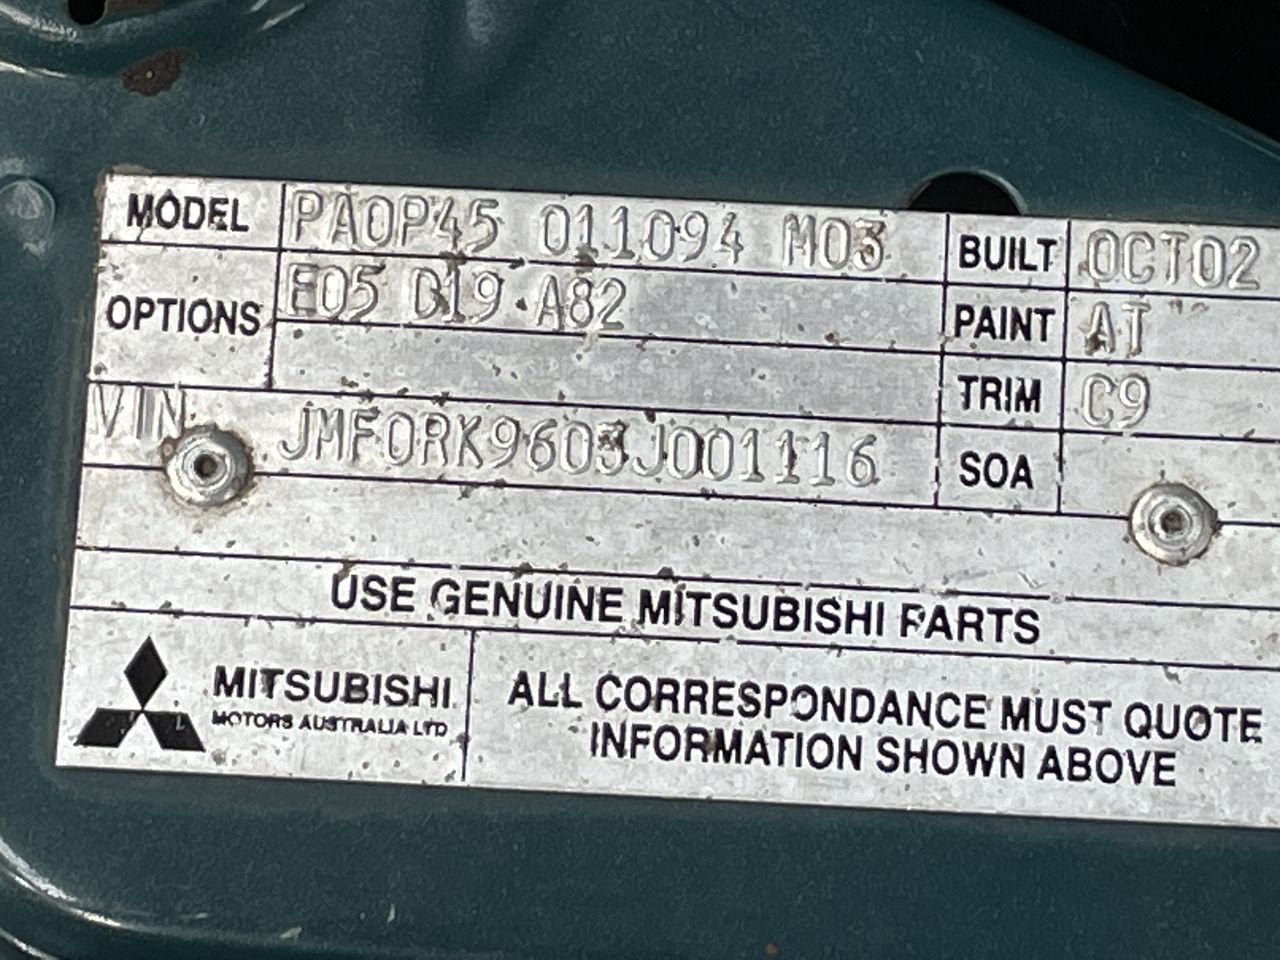 MODEL PA0P45 011094 M03 BUILT OCT02
OPTIONS E05 D19 A82 PAINT AT
TRIM C9
VIN JMF0RK9603J001116 SOA
USE GENUINE MITSUBISHI PARTS
MITSUBISHI
MOTORS AUSTRALIA LTD
ALL CORRESPONDANCE MUST QUOTE
INFORMATION SHOWN ABOVE